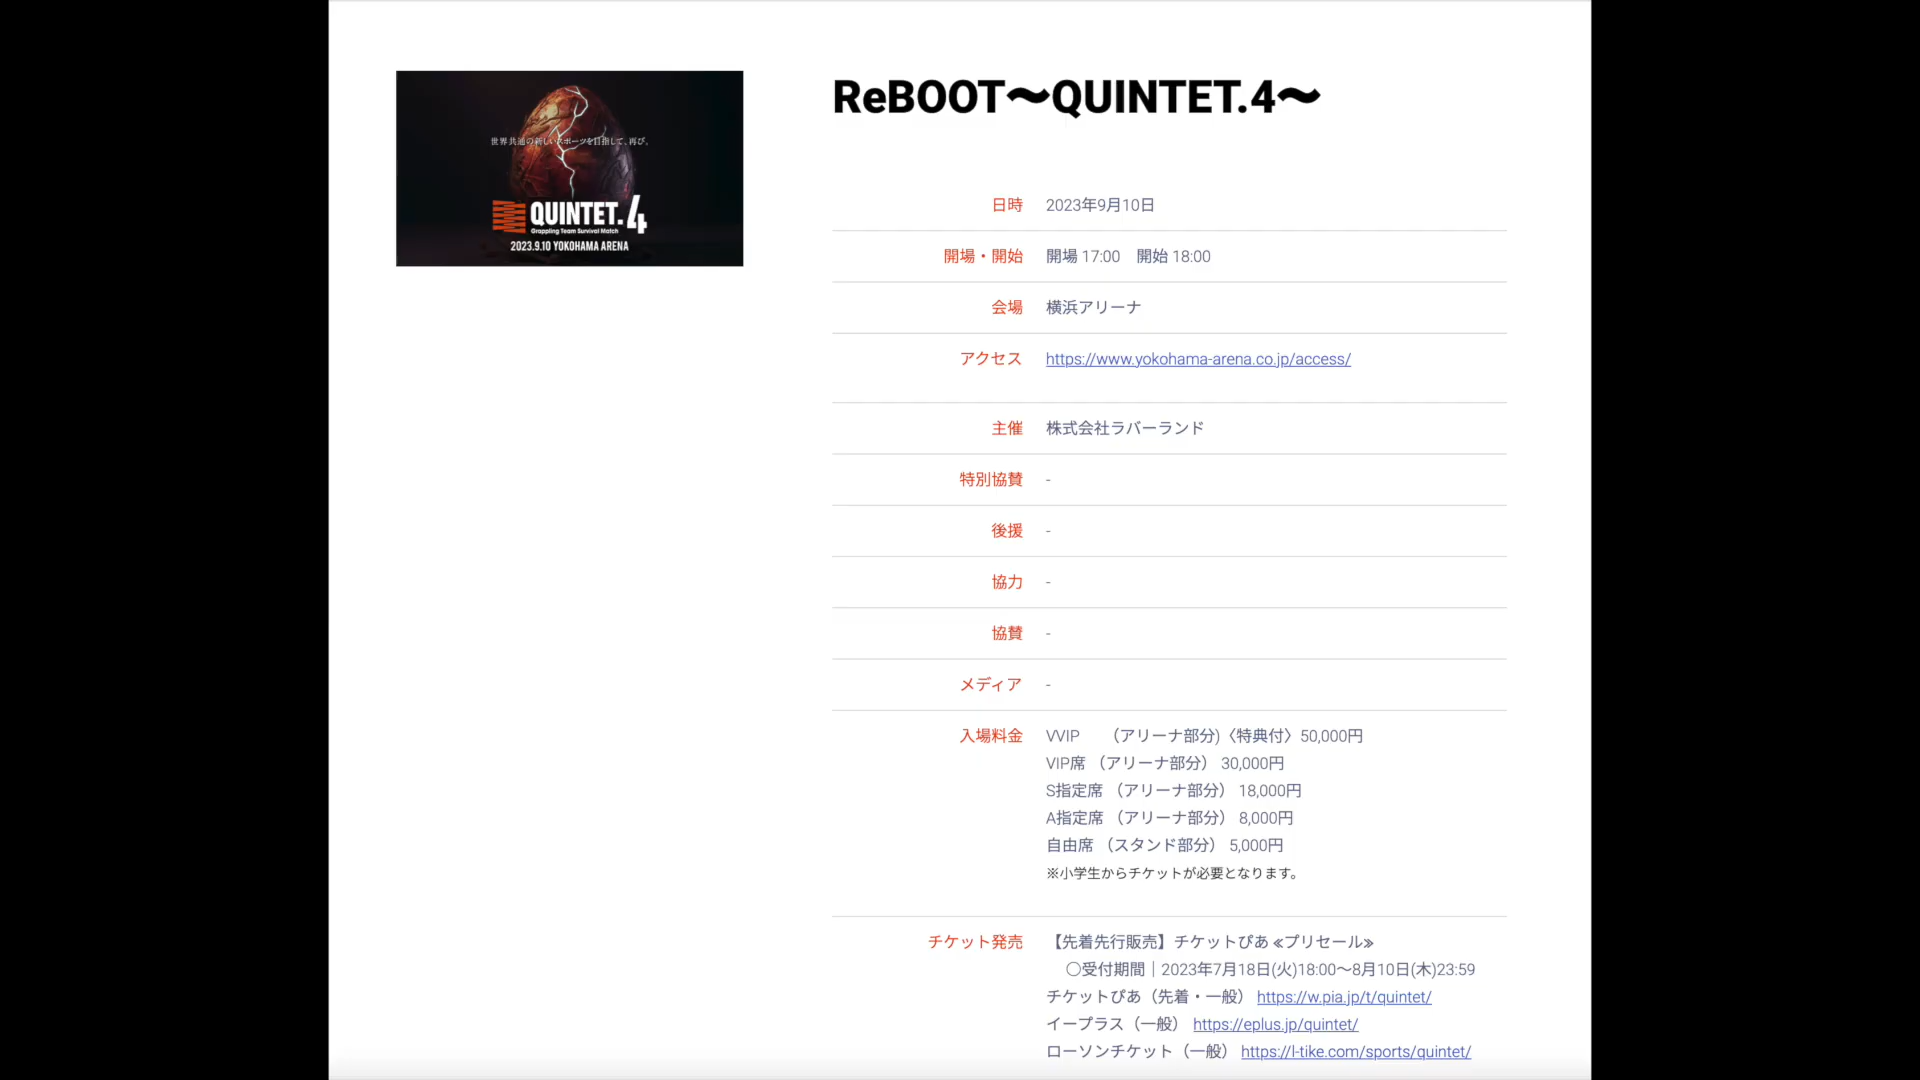 世界共通の新しいスポーツを目指して、再び。
QUINTET.4
Grappling Team Survival Match
2023.9.10 YOKOHAMA ARENA
ReBOOT〜QUINTET.4〜
日時 2023年9月10日
開場・開始 開場 17:00　開始 18:00
会場 横浜アリーナ
アクセス https://www.yokohama-arena.co.jp/access/
主催 株式会社ラバーランド
特別協賛 -
後援 -
協力 -
協賛 -
メディア -
入場料金 VVIP　（アリーナ部分)〈特典付〉50,000円
VIP席 （アリーナ部分） 30,000円
S指定席 （アリーナ部分） 18,000円
A指定席 （アリーナ部分） 8,000円
自由席 （スタンド部分） 5,000円
※小学生からチケットが必要となります。
チケット発売 【先着先行販売】チケットぴあ ≪プリセール≫
〇受付期間｜2023年7月18日(火)18:00〜8月10日(木)23:59
チケットぴあ（先着・一般） https://w.pia.jp/t/quintet/
イープラス（一般） https://eplus.jp/quintet/
ローソンチケット（一般） https://l-tike.com/sports/quintet/